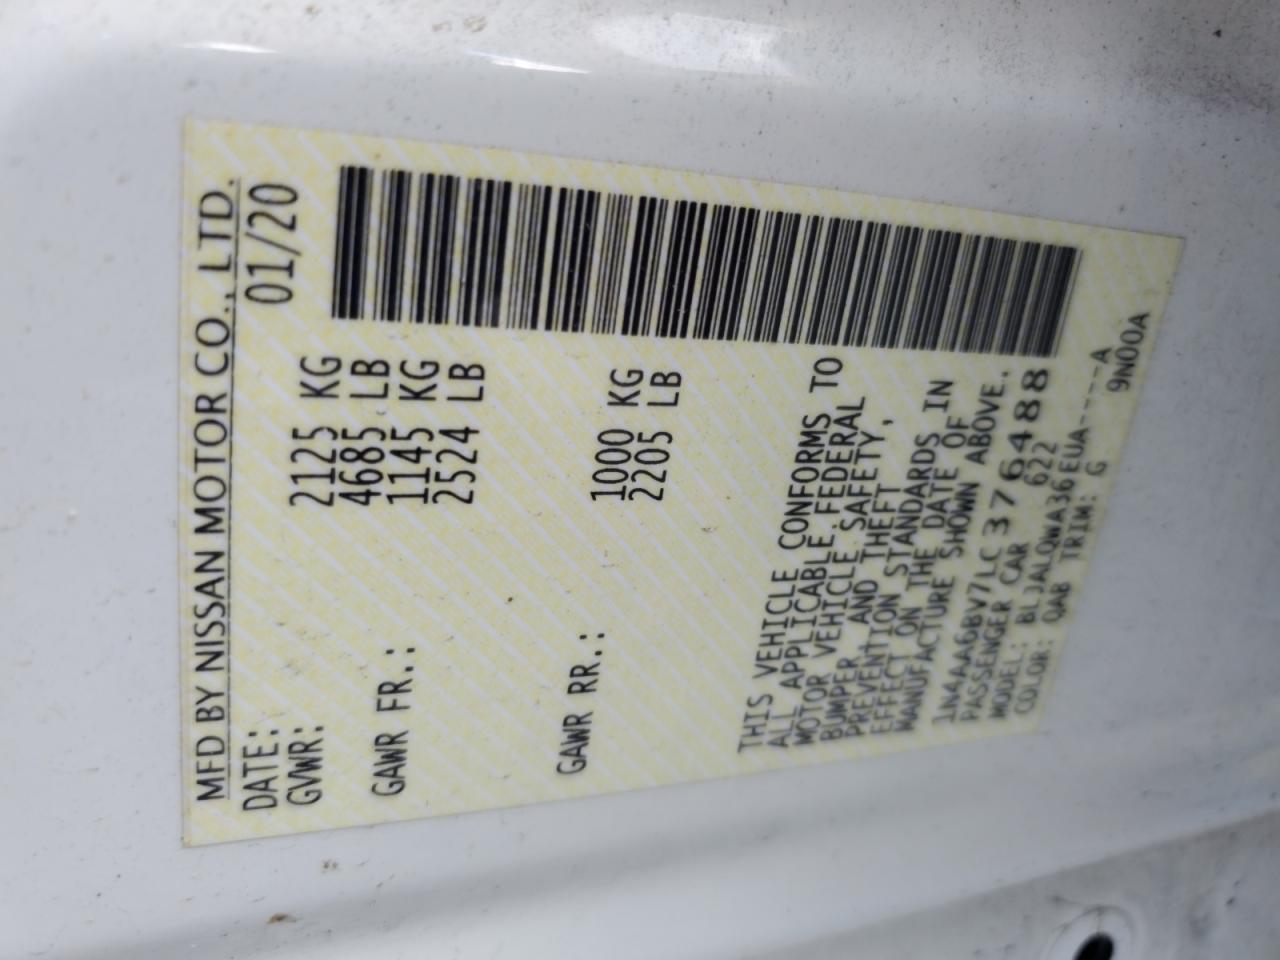 MFD BY NISSAN MOTOR CO., LTD.
DATE: 01/20
GVWR: 2125 KG
4685 LB
GAWR FR.: 1145 KG
2524 LB
GAWR RR.: 1000 KG
2205 LB
THIS VEHICLE CONFORMS TO
ALL APPLICABLE FEDERAL
MOTOR VEHICLE SAFETY,
BUMPER, AND THEFT
PREVENTION STANDARDS IN
EFFECT ON THE DATE OF
MANUFACTURE SHOWN ABOVE.
1N4AA6BV7LC376488
PASSENGER CAR 622
MODEL: BLJALQWA36EUA-----A
COLOR: QAB TRIM: G 9N00A